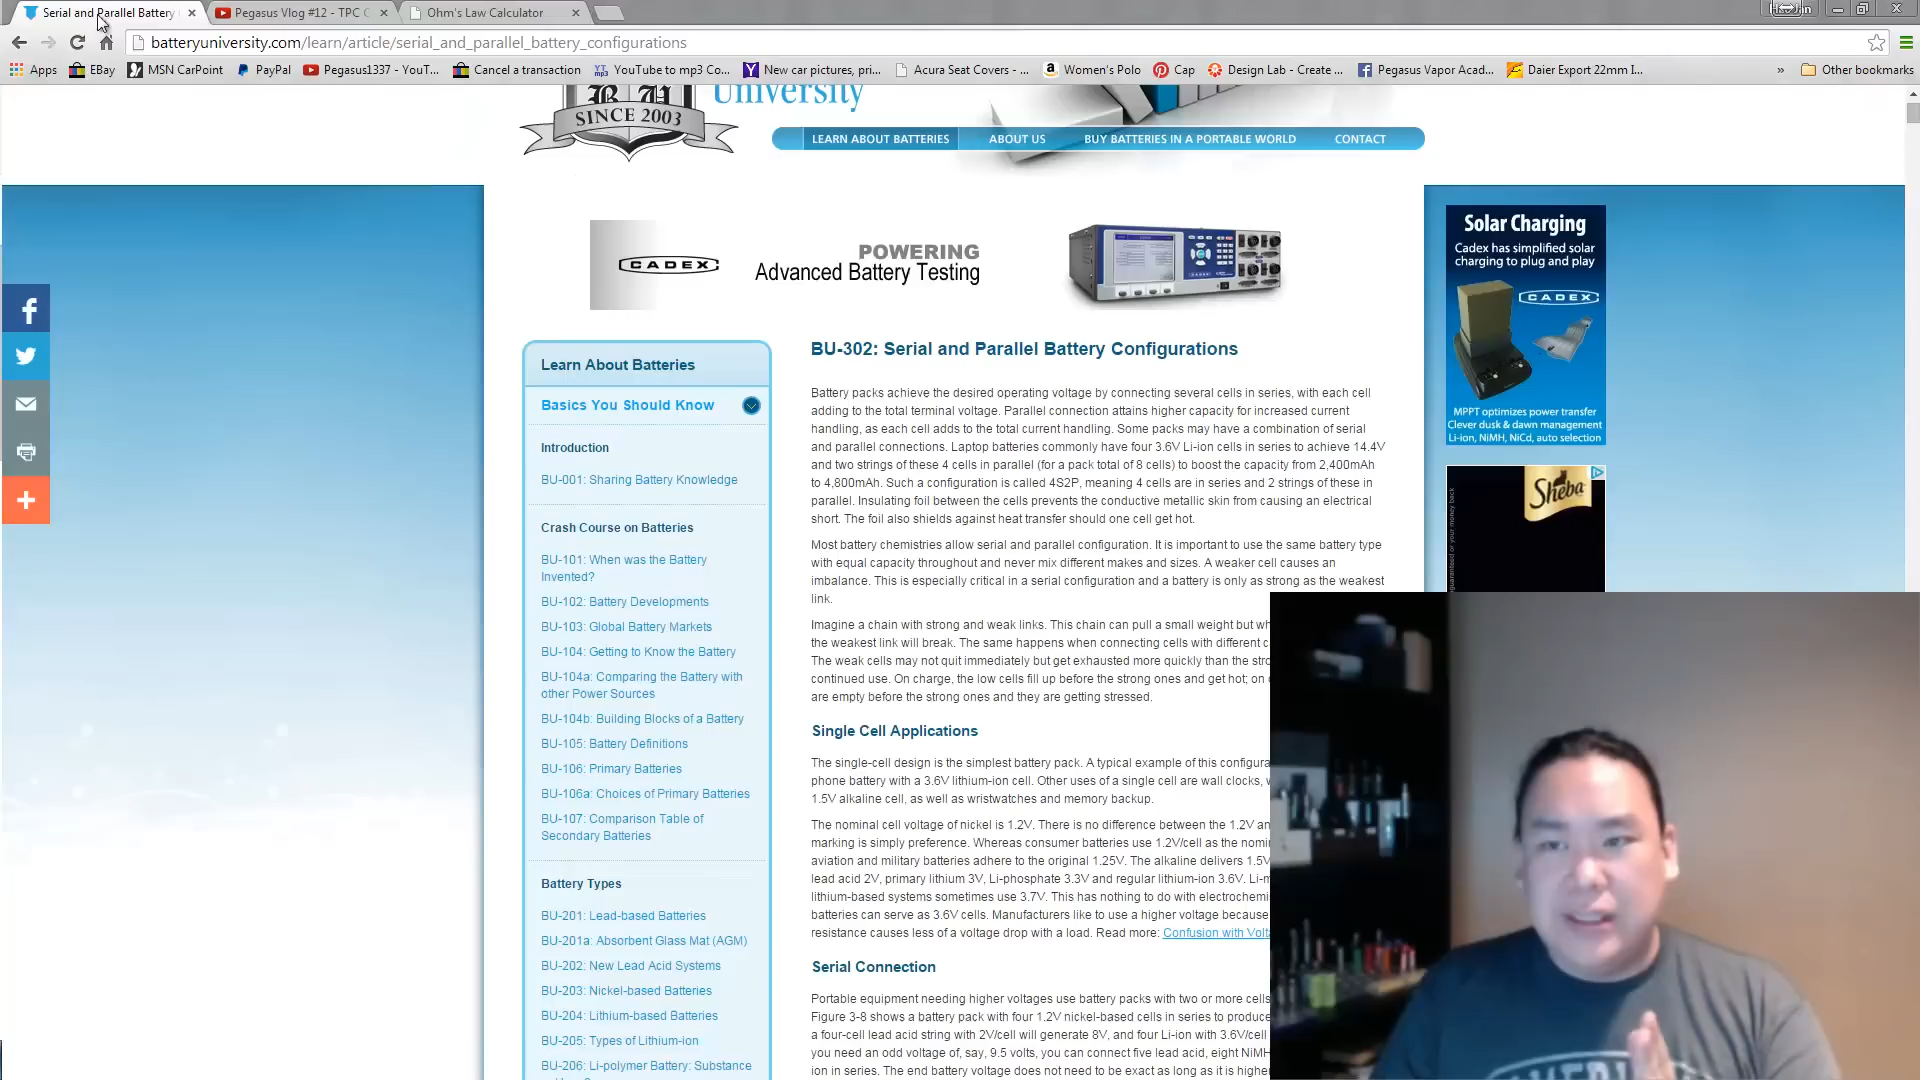 Serial and Parallel Battery
Pegasus Vlog #12 - TPC
Ohm's Law Calculator
batteryuniversity.com/learn/article/serial_and_parallel_battery_configurations
Apps
EBay
MSN CarPoint
PayPal
Pegasus1337 - YouT...
Cancel a transaction
YouTube to mp3 Co...
New car pictures, pri...
Acura Seat Covers - ...
Women's Polo
Cap
Design Lab - Create ...
Pegasus Vapor Acad...
Daier Export 22mm I...
Other bookmarks
University
SINCE 2003
LEARN ABOUT BATTERIES
ABOUT US
BUY BATTERIES IN A PORTABLE WORLD
CONTACT
CADEX
POWERING
Advanced Battery Testing
Solar Charging
Cadex has simplified solar
charging to plug and play
CADEX
MPPT optimizes power transfer
Clever dusk & dawn management
Li-ion, NiMH, NiCd, auto selection
Sheba
Learn About Batteries
Basics You Should Know
Introduction
BU-001: Sharing Battery Knowledge
Crash Course on Batteries
BU-101: When was the Battery
Invented?
BU-102: Battery Developments
BU-103: Global Battery Markets
BU-104: Getting to Know the Battery
BU-104a: Comparing the Battery with
other Power Sources
BU-104b: Building Blocks of a Battery
BU-105: Battery Definitions
BU-106: Primary Batteries
BU-106a: Choices of Primary Batteries
BU-107: Comparison Table of
Secondary Batteries
Battery Types
BU-201: Lead-based Batteries
BU-201a: Absorbent Glass Mat (AGM)
BU-202: New Lead Acid Systems
BU-203: Nickel-based Batteries
BU-204: Lithium-based Batteries
BU-205: Types of Lithium-ion
BU-206: Li-polymer Battery: Substance
BU-302: Serial and Parallel Battery Configurations
Battery packs achieve the desired operating voltage by connecting several cells in series, with each cell
adding to the total terminal voltage. Parallel connection attains higher capacity for increased current
handling, as each cell adds to the total current handling. Some packs may have a combination of serial
and parallel connections. Laptop batteries commonly have four 3.6V Li-ion cells in series to achieve 14.4V
and two strings of these 4 cells in parallel (for a pack total of 8 cells) to boost the capacity from 2,400mAh
to 4,800mAh. Such a configuration is called 4S2P, meaning 4 cells are in series and 2 strings of these in
parallel. Insulating foil between the cells prevents the conductive metallic skin from causing an electrical
short. The foil also shields against heat transfer should one cell get hot.
Most battery chemistries allow serial and parallel configuration. It is important to use the same battery type
with equal capacity throughout and never mix different makes and sizes. A weaker cell causes an
imbalance. This is especially critical in a serial configuration and a battery is only as strong as the weakest
link.
Imagine a chain with strong and weak links. This chain can pull a small weight but
the weakest link will break. The same happens when connecting cells with different
The weak cells may not quit immediately but get exhausted more quickly than the
continued use. On charge, the low cells fill up before the strong ones and get hot; on
are empty before the strong ones and they are getting stressed.
Single Cell Applications
The single-cell design is the simplest battery pack. A typical example of this
phone battery with a 3.6V lithium-ion cell. Other uses of a single cell are wall clocks,
1.5V alkaline cell, as well as wristwatches and memory backup.
The nominal cell voltage of nickel is 1.2V. There is no difference between the 1.2V
marking is simply preference. Whereas consumer batteries use 1.2V/cell as the
aviation and military batteries adhere to the original 1.25V. The alkaline delivers 1.5V
lead acid 2V, primary lithium 3V, Li-phosphate 3.3V and regular lithium-ion 3.6V.
lithium-based systems sometimes use 3.7V. This has nothing to do with
batteries can serve as 3.6V cells. Manufacturers like to use a higher voltage because
resistance causes less of a voltage drop with a load. Read more: Confusion with
Serial Connection
Portable equipment needing higher voltages use battery packs with two or more cells
Figure 3-8 shows a battery pack with four 1.2V nickel-based cells in series to
a four-cell lead acid string with 2V/cell will generate 8V, and four Li-ion with 3.6V/cell
you need an odd voltage of, say, 9.5 volts, you can connect five lead acid, eight
ion in series. The end battery voltage does not need to be exact as long as it is